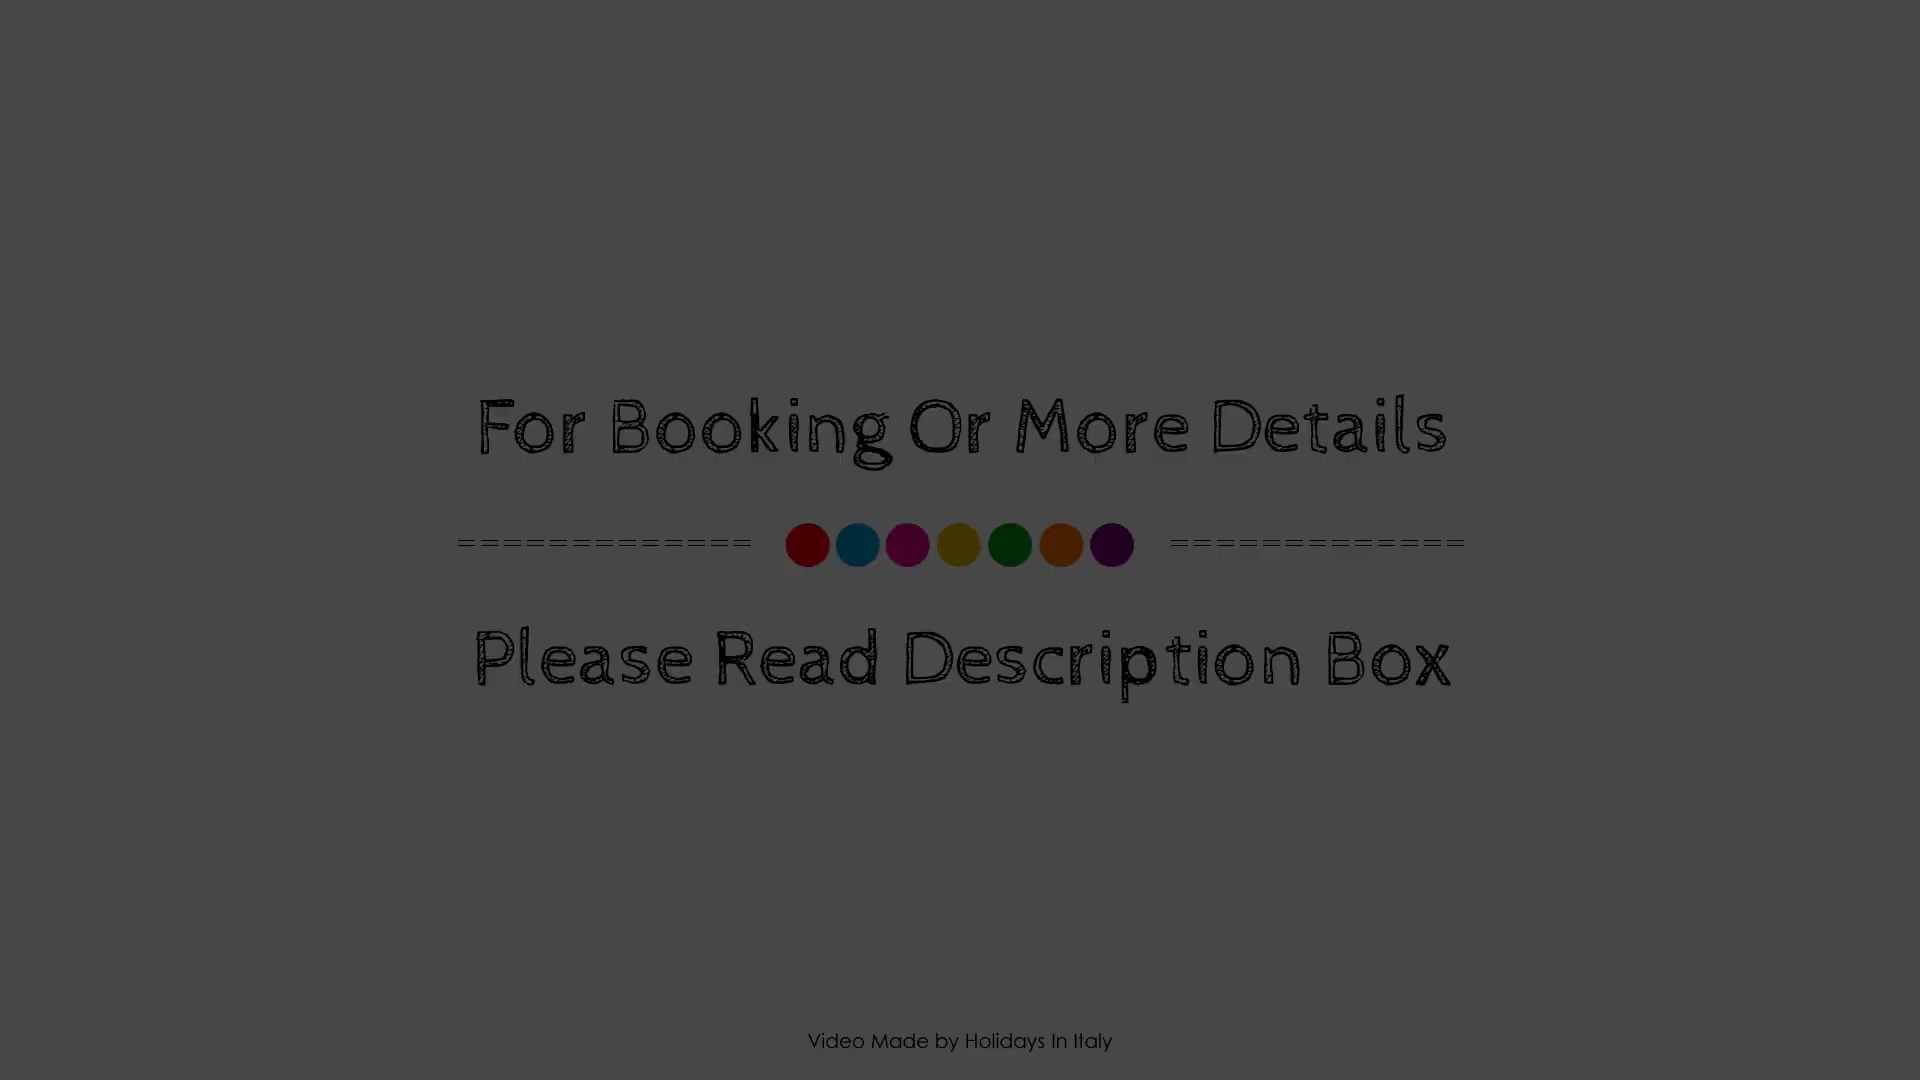 For Booking Or More Details
============= =============
Please Read Description Box
Video Made by Holidays In Italy